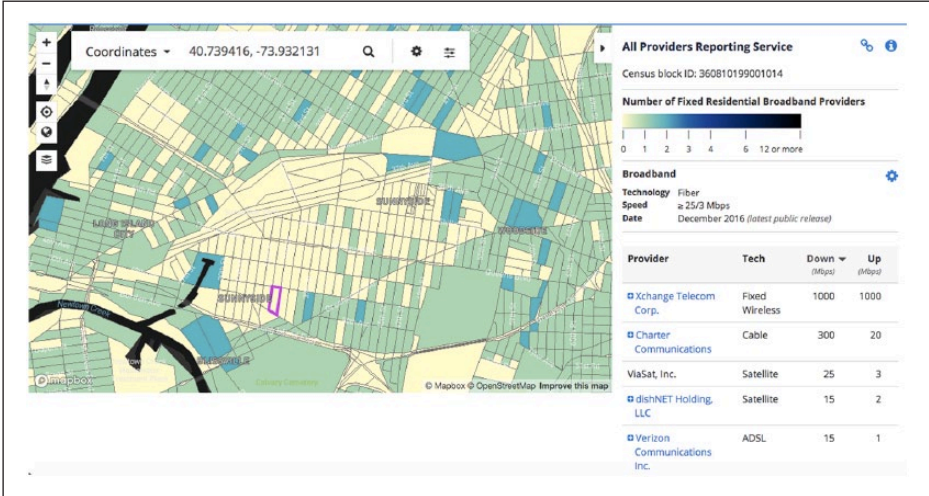 Coordinates 40.739416, -73.932131
SUNNYSIDE
LONG ISLAND
CITY
WOODSIDE
SUNNYSIDE
Newtown Creek
Calvary Cemetery
mapbox
© Mapbox © OpenStreetMap Improve this map
All Providers Reporting Service
Census block ID: 360810199001014
Number of Fixed Residential Broadband Providers
0 1 2 3 4 6 12 or more
Broadband
Technology Fiber
Speed ≥ 25/3 Mbps
Date December 2016 (latest public release)
Provider Tech Down Up
(Mbps) (Mbps)
Xchange Telecom Fixed 1000 1000
Corp. Wireless
Charter Cable 300 20
Communications
ViaSat, Inc. Satellite 25 3
dishNET Holding, Satellite 15 2
LLC
Verizon ADSL 15 1
Communications
Inc.